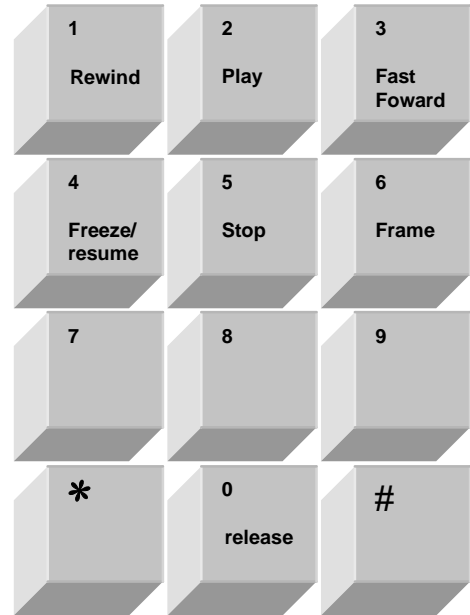 1 2 3
Rewind Play Fast
Foward
4 5 6
Freeze/ Stop Frame
resume
7 8 9
* 0 #
release